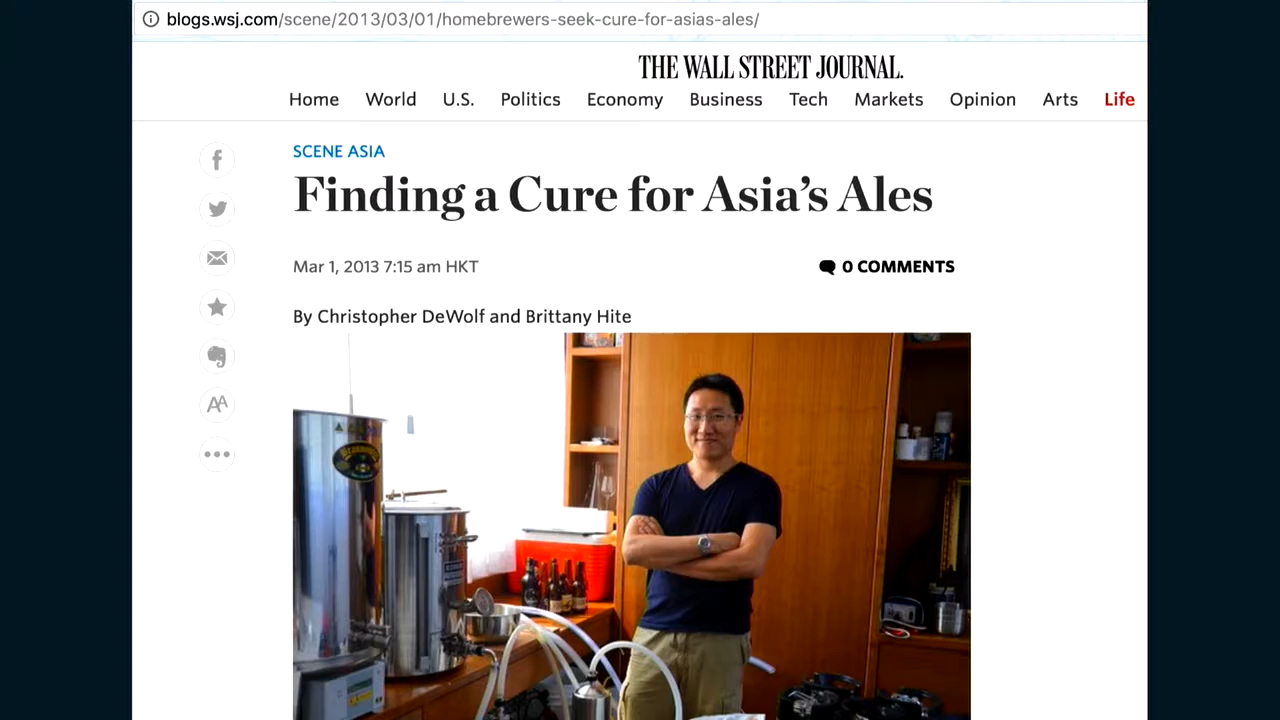 blogs.wsj.com/scene/2013/03/01/homebrewers-seek-cure-for-asias-ales/
THE WALL STREET JOURNAL.
Home World U.S. Politics Economy Business Tech Markets Opinion Arts Life
SCENE ASIA
Finding a Cure for Asia's Ales
Mar 1, 2013 7:15 am HKT
0 COMMENTS
By Christopher DeWolf and Brittany Hite
AA